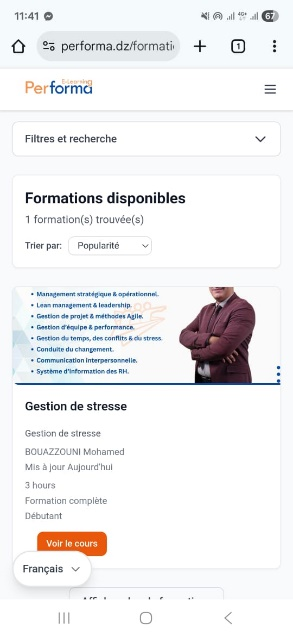 11:41
4G+
67
performa.dz/formati
1
E-Learning
Performa
Filtres et recherche
Formations disponibles
1 formation(s) trouvée(s)
Trier par: Popularité
• Management stratégique & opérationnel.
• Lean management & leadership.
• Gestion de projet & méthodes Agile.
• Gestion d'équipe & performance.
• Gestion du temps, des conflits & du stress.
• Conduite du changement.
• Communication interpersonnelle.
• Système d'Information des RH.
Gestion de stresse
Gestion de stresse
BOUAZZOUNI Mohamed
Mis à jour Aujourd'hui
3 hours
Formation complète
Débutant
Voir le cours
Français